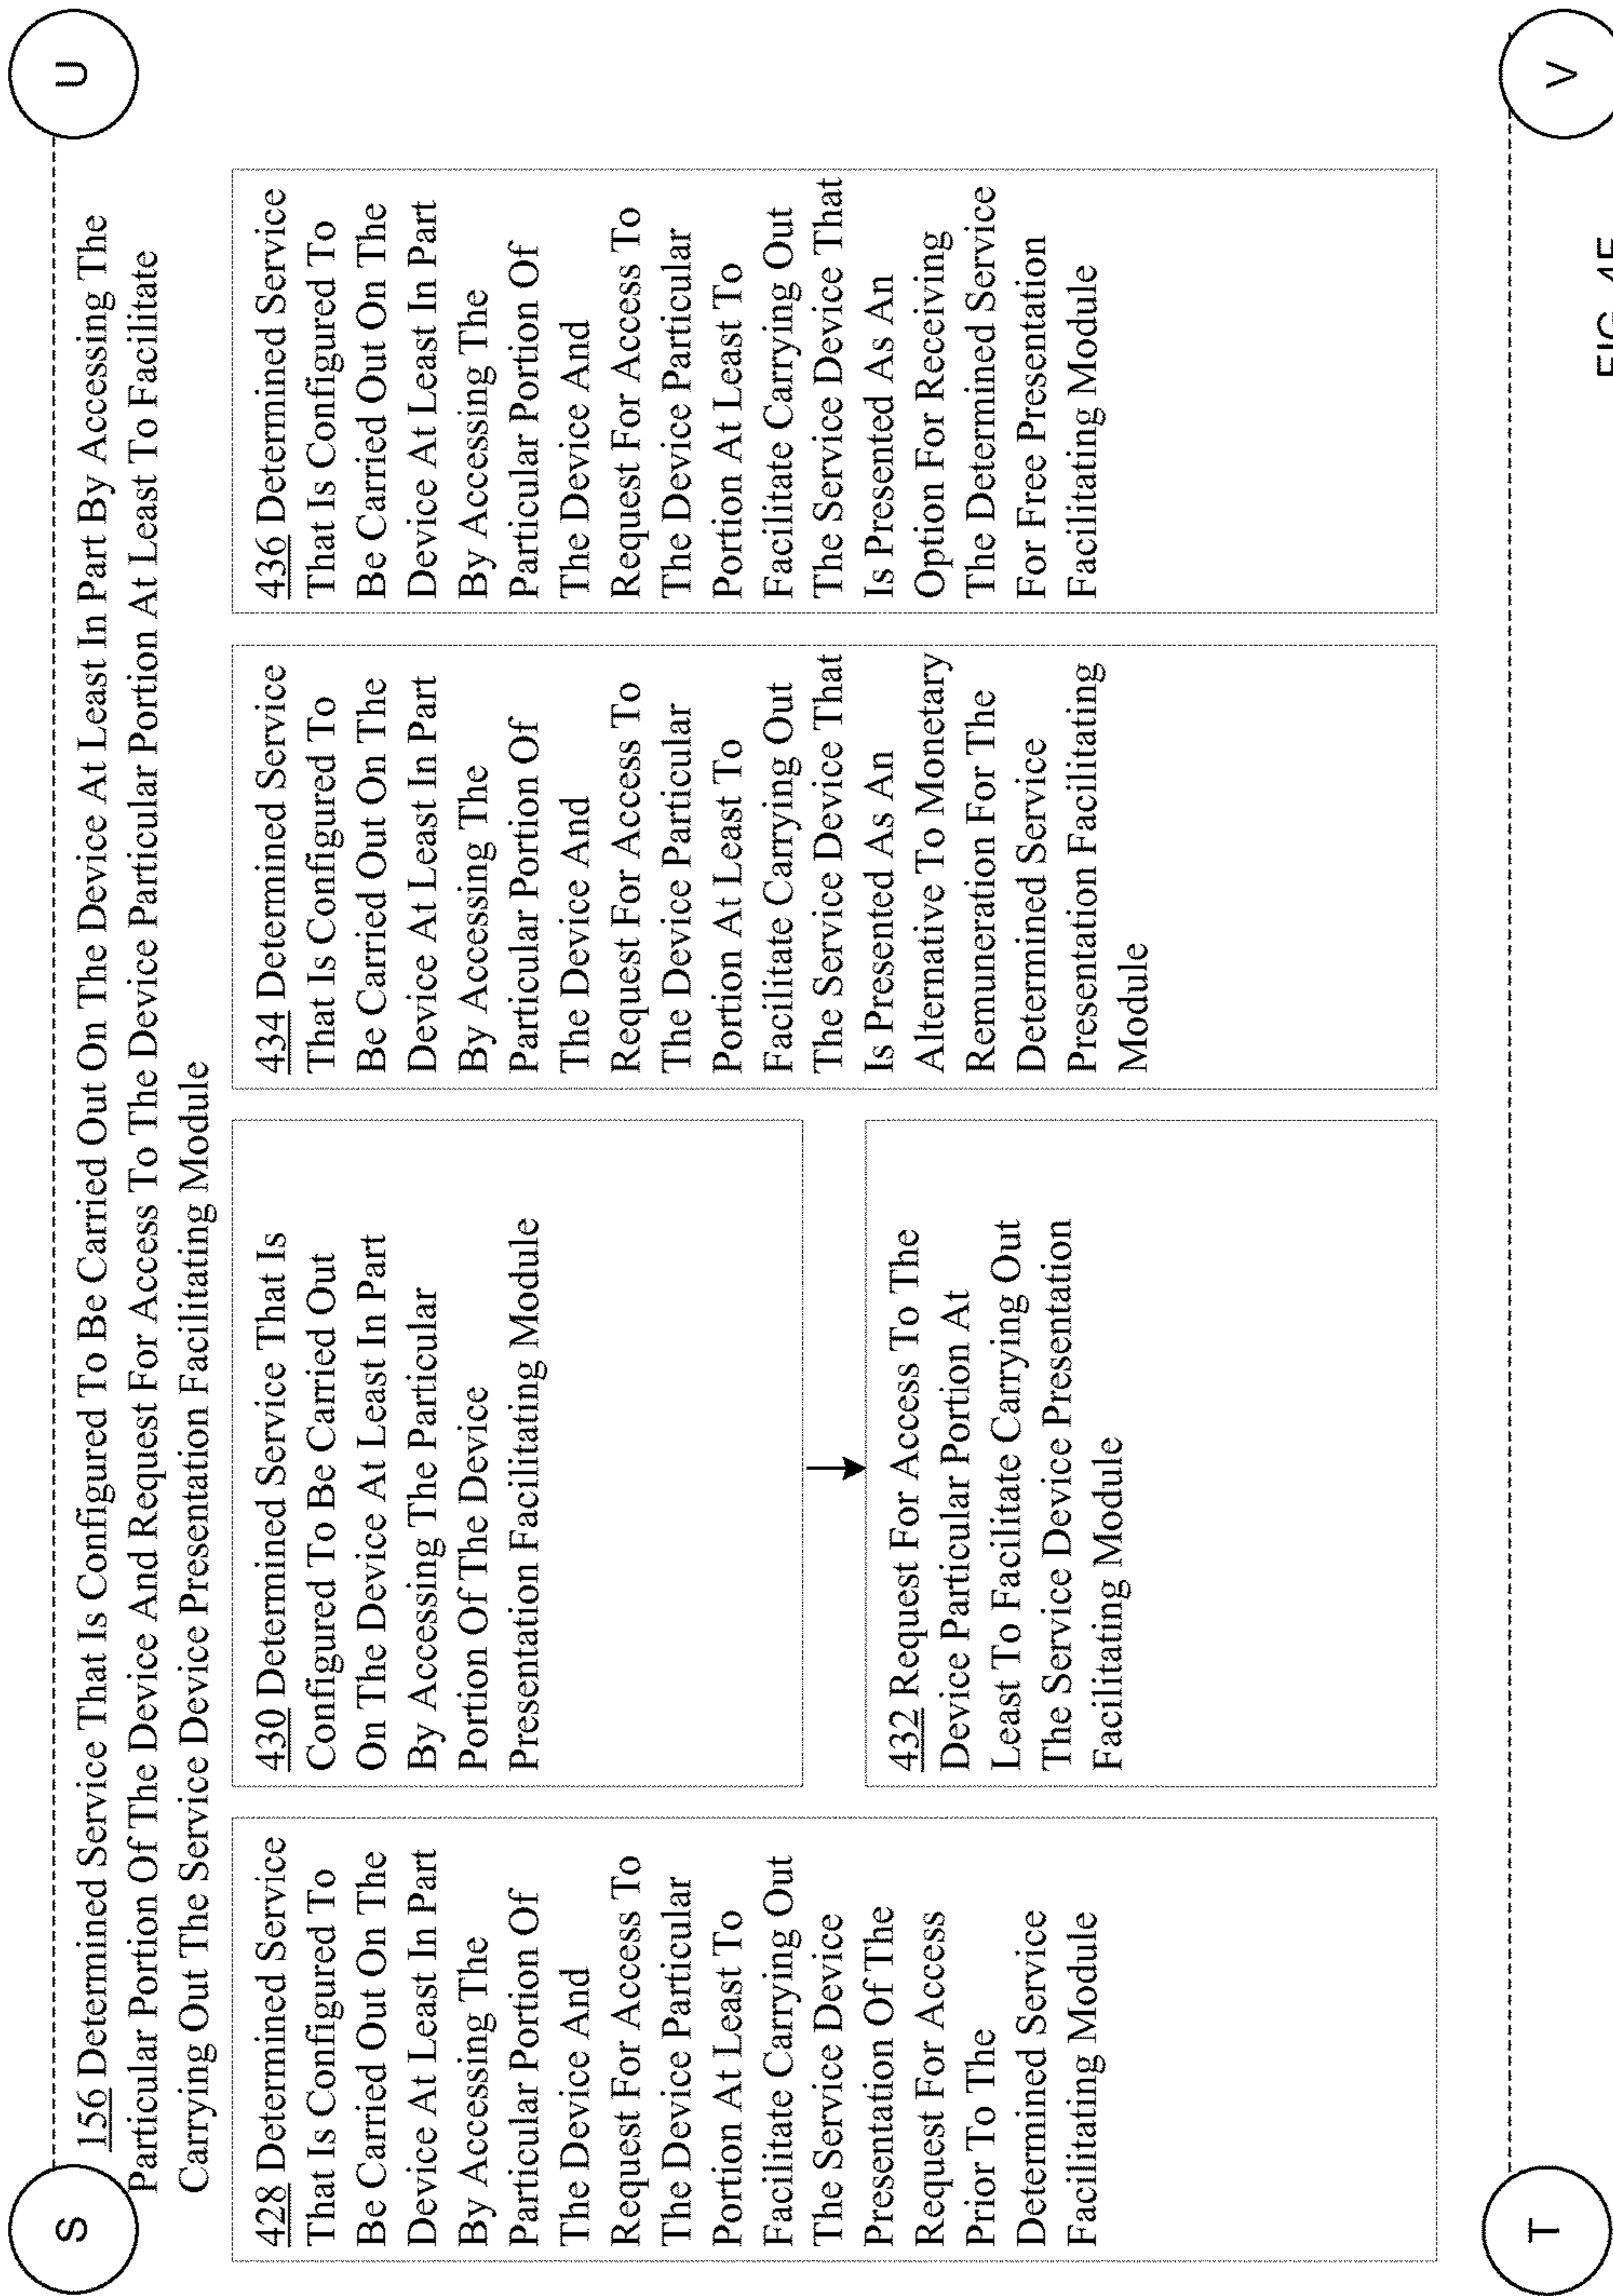 S
U
156 Determined Service That Is Configured To Be Carried Out On The Device At Least In Part By Accessing The
Particular Portion Of The Device And Request For Access To The Device Particular Portion At Least To Facilitate
Carrying Out The Service Device Presentation Facilitating Module
428 Determined Service
That Is Configured To
Be Carried Out On The
Device At Least In Part
By Accessing The
Particular Portion Of
The Device And
Request For Access To
The Device Particular
Portion At Least To
Facilitate Carrying Out
The Service Device
Presentation Of The
Request For Access
Prior To The
Determined Service
Facilitating Module
430 Determined Service That Is
Configured To Be Carried Out
On The Device At Least In Part
By Accessing The Particular
Portion Of The Device
Presentation Facilitating Module
432 Request For Access To The
Device Particular Portion At
Least To Facilitate Carrying Out
The Service Device Presentation
Facilitating Module
434 Determined Service
That Is Configured To
Be Carried Out On The
Device At Least In Part
By Accessing The
Particular Portion Of
The Device And
Request For Access To
The Device Particular
Portion At Least To
Facilitate Carrying Out
The Service Device That
Is Presented As An
Alternative To Monetary
Remuneration For The
Determined Service
Presentation Facilitating
Module
436 Determined Service
That Is Configured To
Be Carried Out On The
Device At Least In Part
By Accessing The
Particular Portion Of
The Device And
Request For Access To
The Device Particular
Portion At Least To
Facilitate Carrying Out
The Service Device That
Is Presented As An
Option For Receiving
The Determined Service
For Free Presentation
Facilitating Module
T
V
FIG.